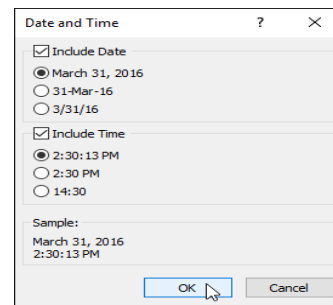 Date and Time ? ×
Include Date
March 31, 2016
31-Mar-16
3/31/16
Include Time
2:30:13 PM
2:30 PM
14:30
Sample:
March 31, 2016
2:30:13 PM
OK Cancel